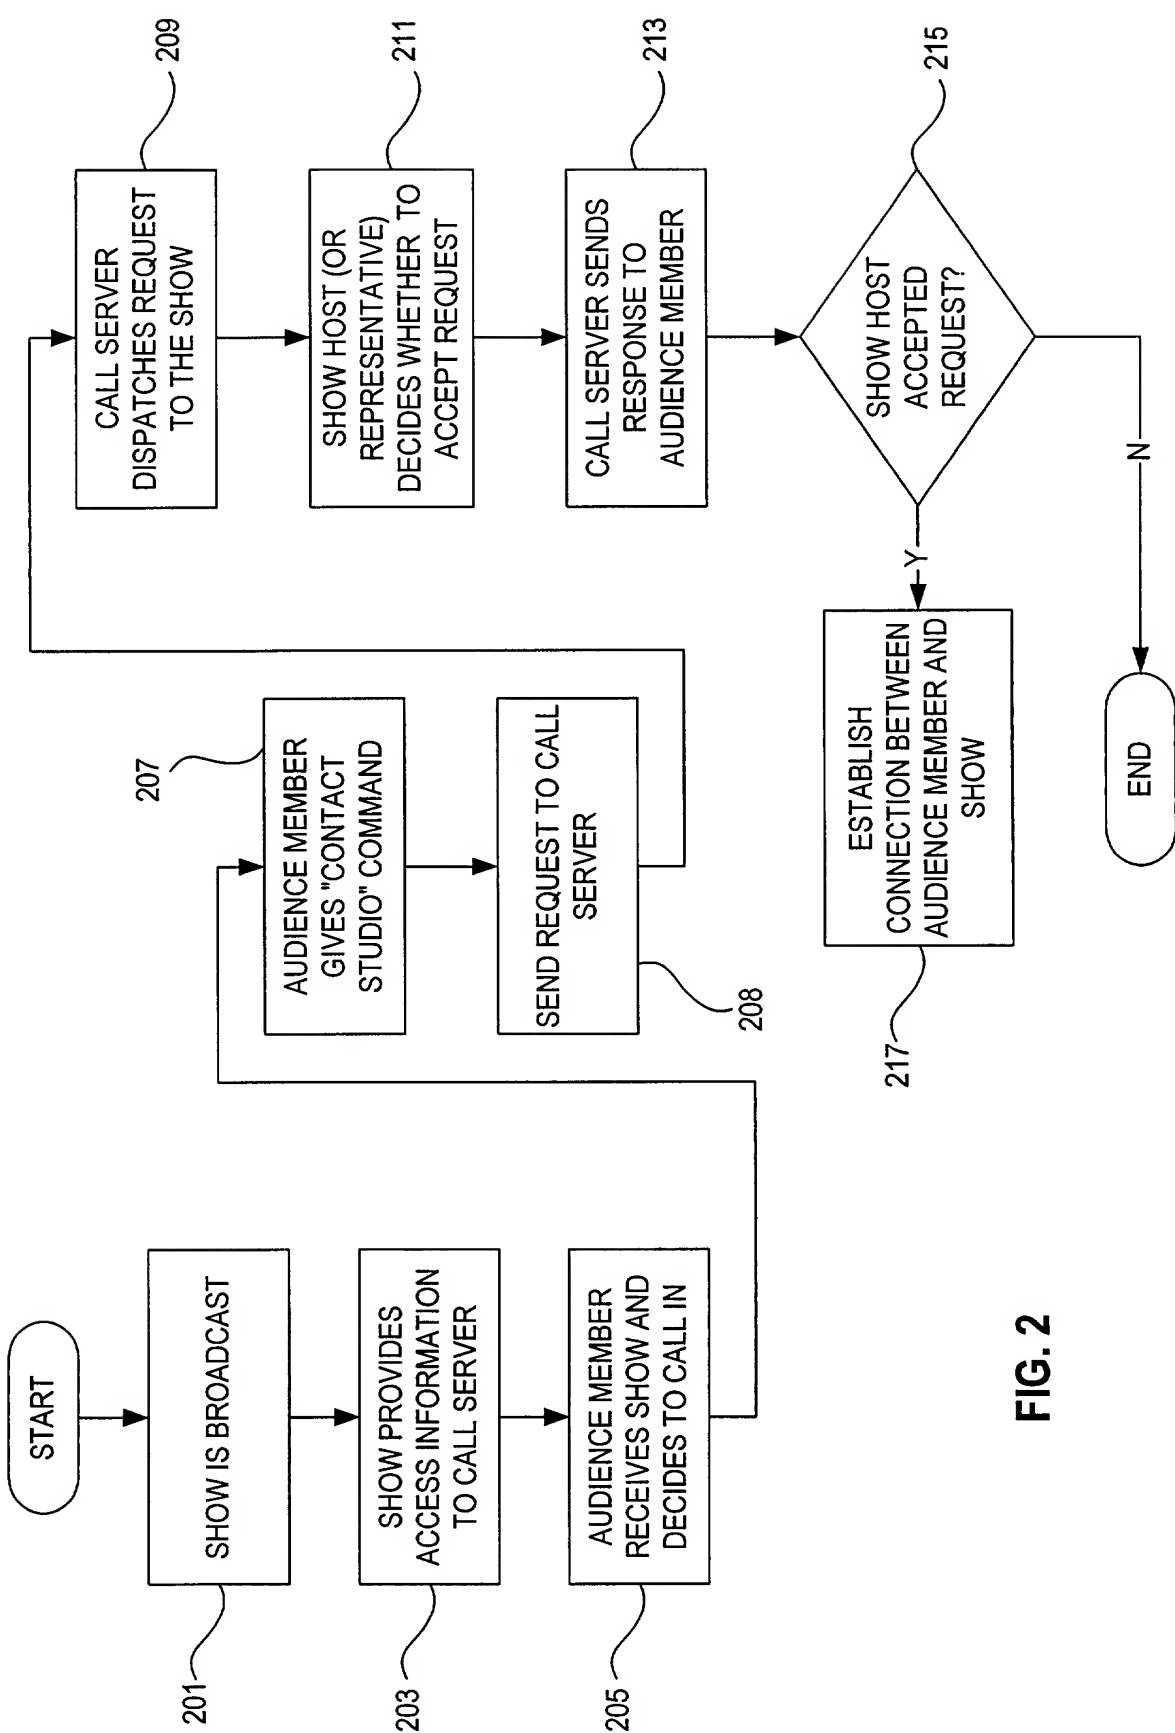 START
SHOW IS BROADCAST
201
SHOW PROVIDES
ACCESS INFORMATION
TO CALL SERVER
203
AUDIENCE MEMBER
RECEIVES SHOW AND
DECIDES TO CALL IN
205
207
AUDIENCE MEMBER
GIVES "CONTACT
STUDIO" COMMAND
SEND REQUEST TO CALL
SERVER
208
209
CALL SERVER
DISPATCHES REQUEST
TO THE SHOW
211
SHOW HOST (OR
REPRESENTATIVE)
DECIDES WHETHER TO
ACCEPT REQUEST
213
CALL SERVER SENDS
RESPONSE TO
AUDIENCE MEMBER
215
SHOW HOST
ACCEPTED
REQUEST?
Y
N
ESTABLISH
CONNECTION BETWEEN
AUDIENCE MEMBER AND
SHOW
217
END
FIG. 2